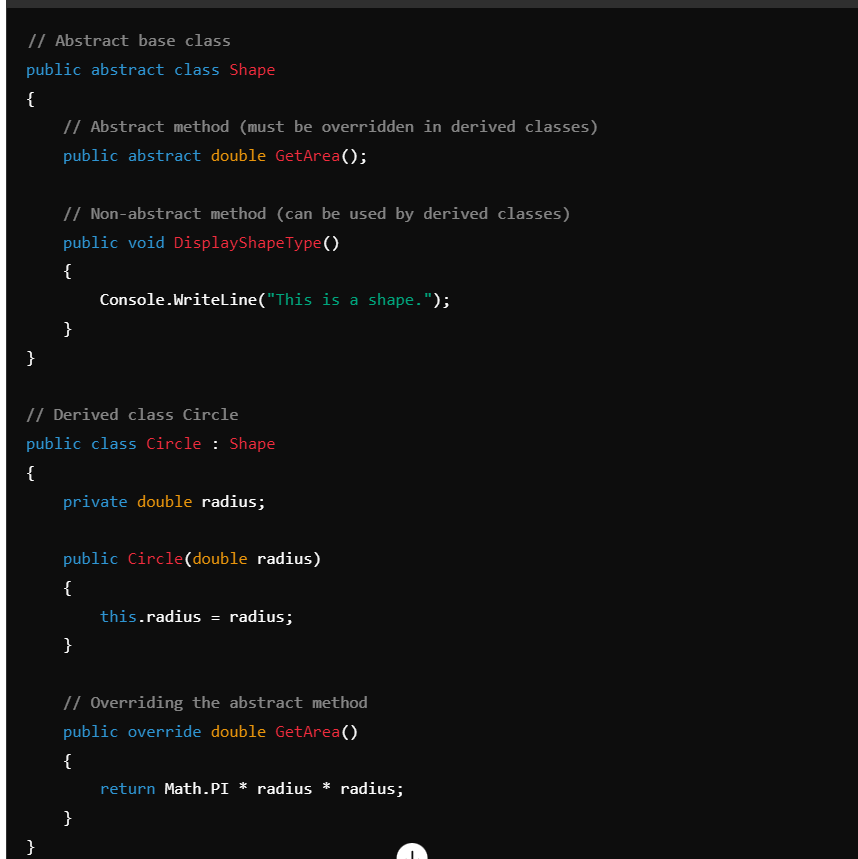 // Abstract base class
public abstract class Shape
{
    // Abstract method (must be overridden in derived classes)
    public abstract double GetArea();

    // Non-abstract method (can be used by derived classes)
    public void DisplayShapeType()
    {
        Console.WriteLine("This is a shape.");
    }
}

// Derived class Circle
public class Circle : Shape
{
    private double radius;

    public Circle(double radius)
    {
        this.radius = radius;
    }

    // Overriding the abstract method
    public override double GetArea()
    {
        return Math.PI * radius * radius;
    }
}